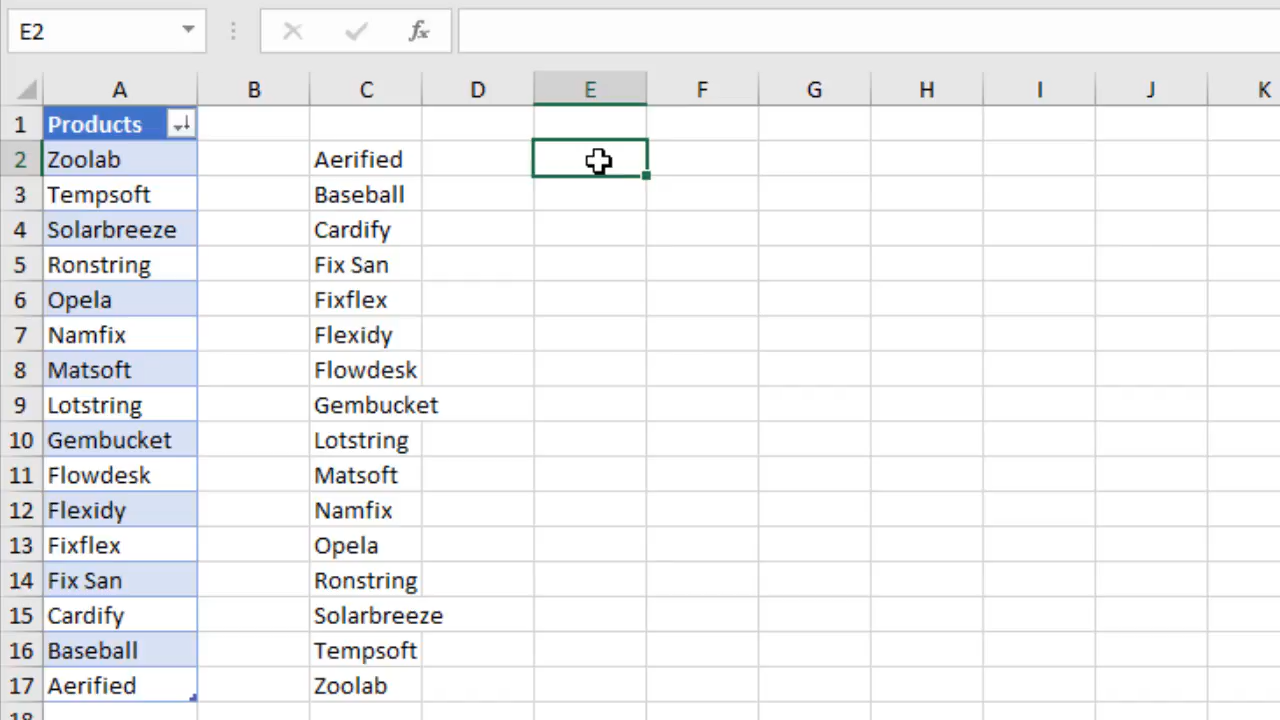 E2 fx
A B C D E F G H I J K
1 Products
2 Zoolab Aerified
3 Tempsoft Baseball
4 Solarbreeze Cardify
5 Ronstring Fix San
6 Opela Fixflex
7 Namfix Flexidy
8 Matsoft Flowdesk
9 Lotstring Gembucket
10 Gembucket Lotstring
11 Flowdesk Matsoft
12 Flexidy Namfix
13 Fixflex Opela
14 Fix San Ronstring
15 Cardify Solarbreeze
16 Baseball Tempsoft
17 Aerified Zoolab
18